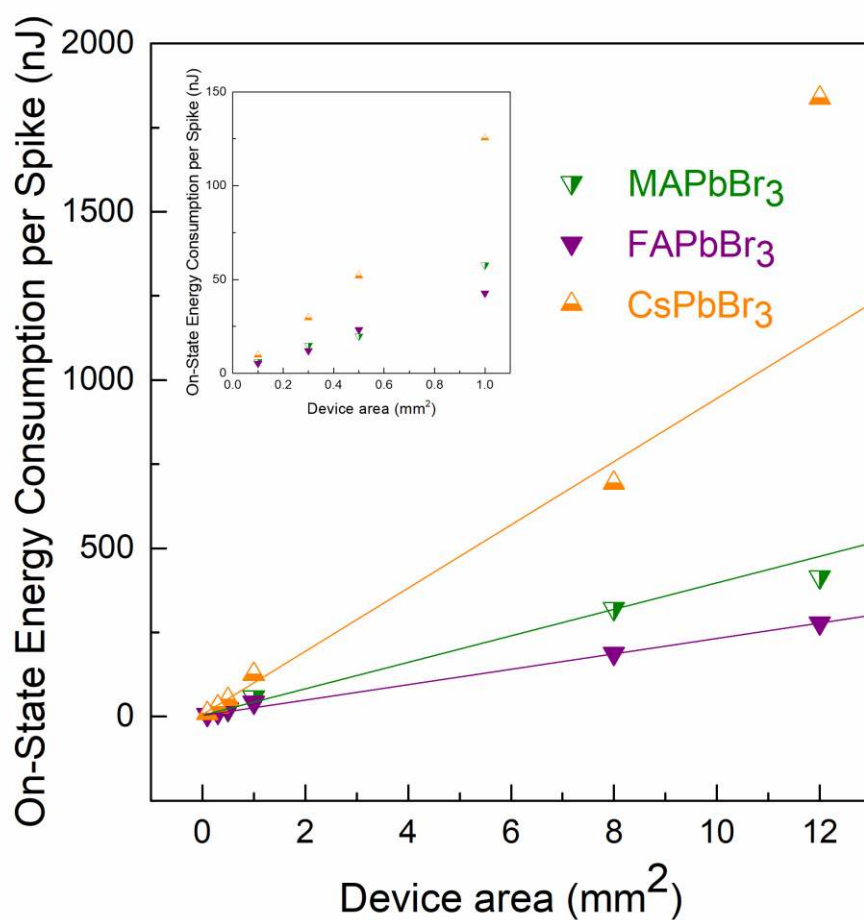 On-State Energy Consumption per Spike (nJ)
2000
1500
1000
500
0
0 2 4 6 8 10 12
Device area (mm²)
On-State Energy Consumption per Spike (nJ)
150
100
50
0
0.0 0.2 0.4 0.6 0.8 1.0
Device area (mm²)
MAPbBr₃
FAPbBr₃
CsPbBr₃